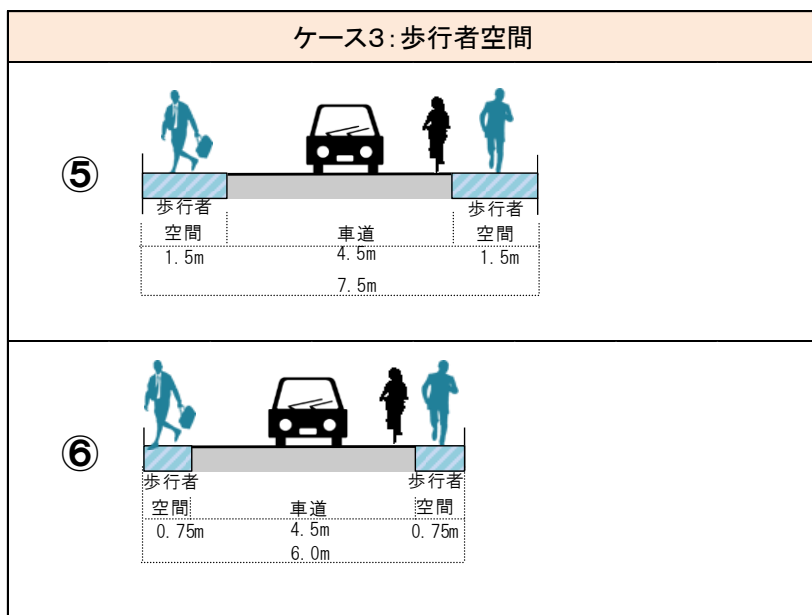 ケース3：歩行者空間
⑤
歩行者 歩行者
空間 車道 空間
1.5m 4.5m 1.5m
7.5m
⑥
歩行者 歩行者
空間 車道 空間
0.75m 4.5m 0.75m
6.0m